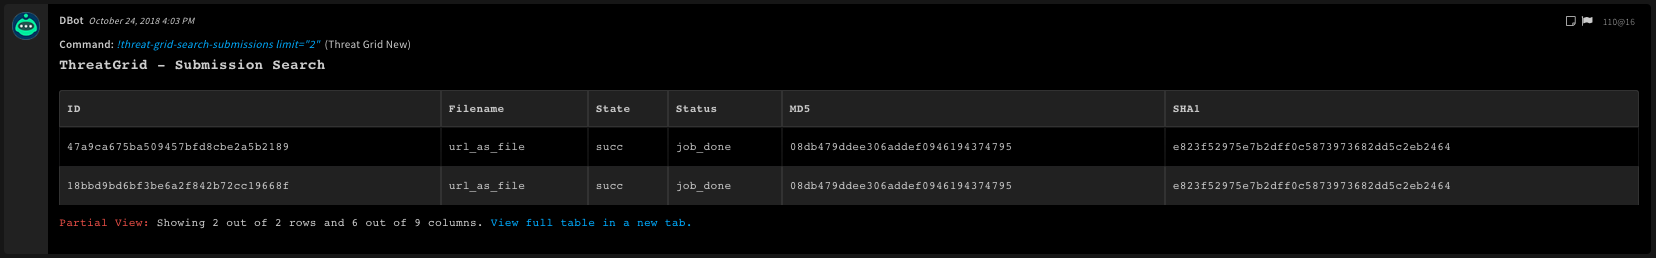 DBot October 24, 2018 4:03 PM 110@16
Command: !threat-grid-search-submissions limit="2" (Threat Grid New)
ThreatGrid - Submission Search
ID Filename State Status MD5 SHA1
47a9ca675ba509457bfd8cbe2a5b2189 url_as_file succ job_done 08db479ddee306addef0946194374795 e823f52975e7b2dff0c5873973682dd5c2eb2464
18bbd9bd6bf3be6a2f842b72cc19668f url_as_file succ job_done 08db479ddee306addef0946194374795 e823f52975e7b2dff0c5873973682dd5c2eb2464
Partial View: Showing 2 out of 2 rows and 6 out of 9 columns. View full table in a new tab.